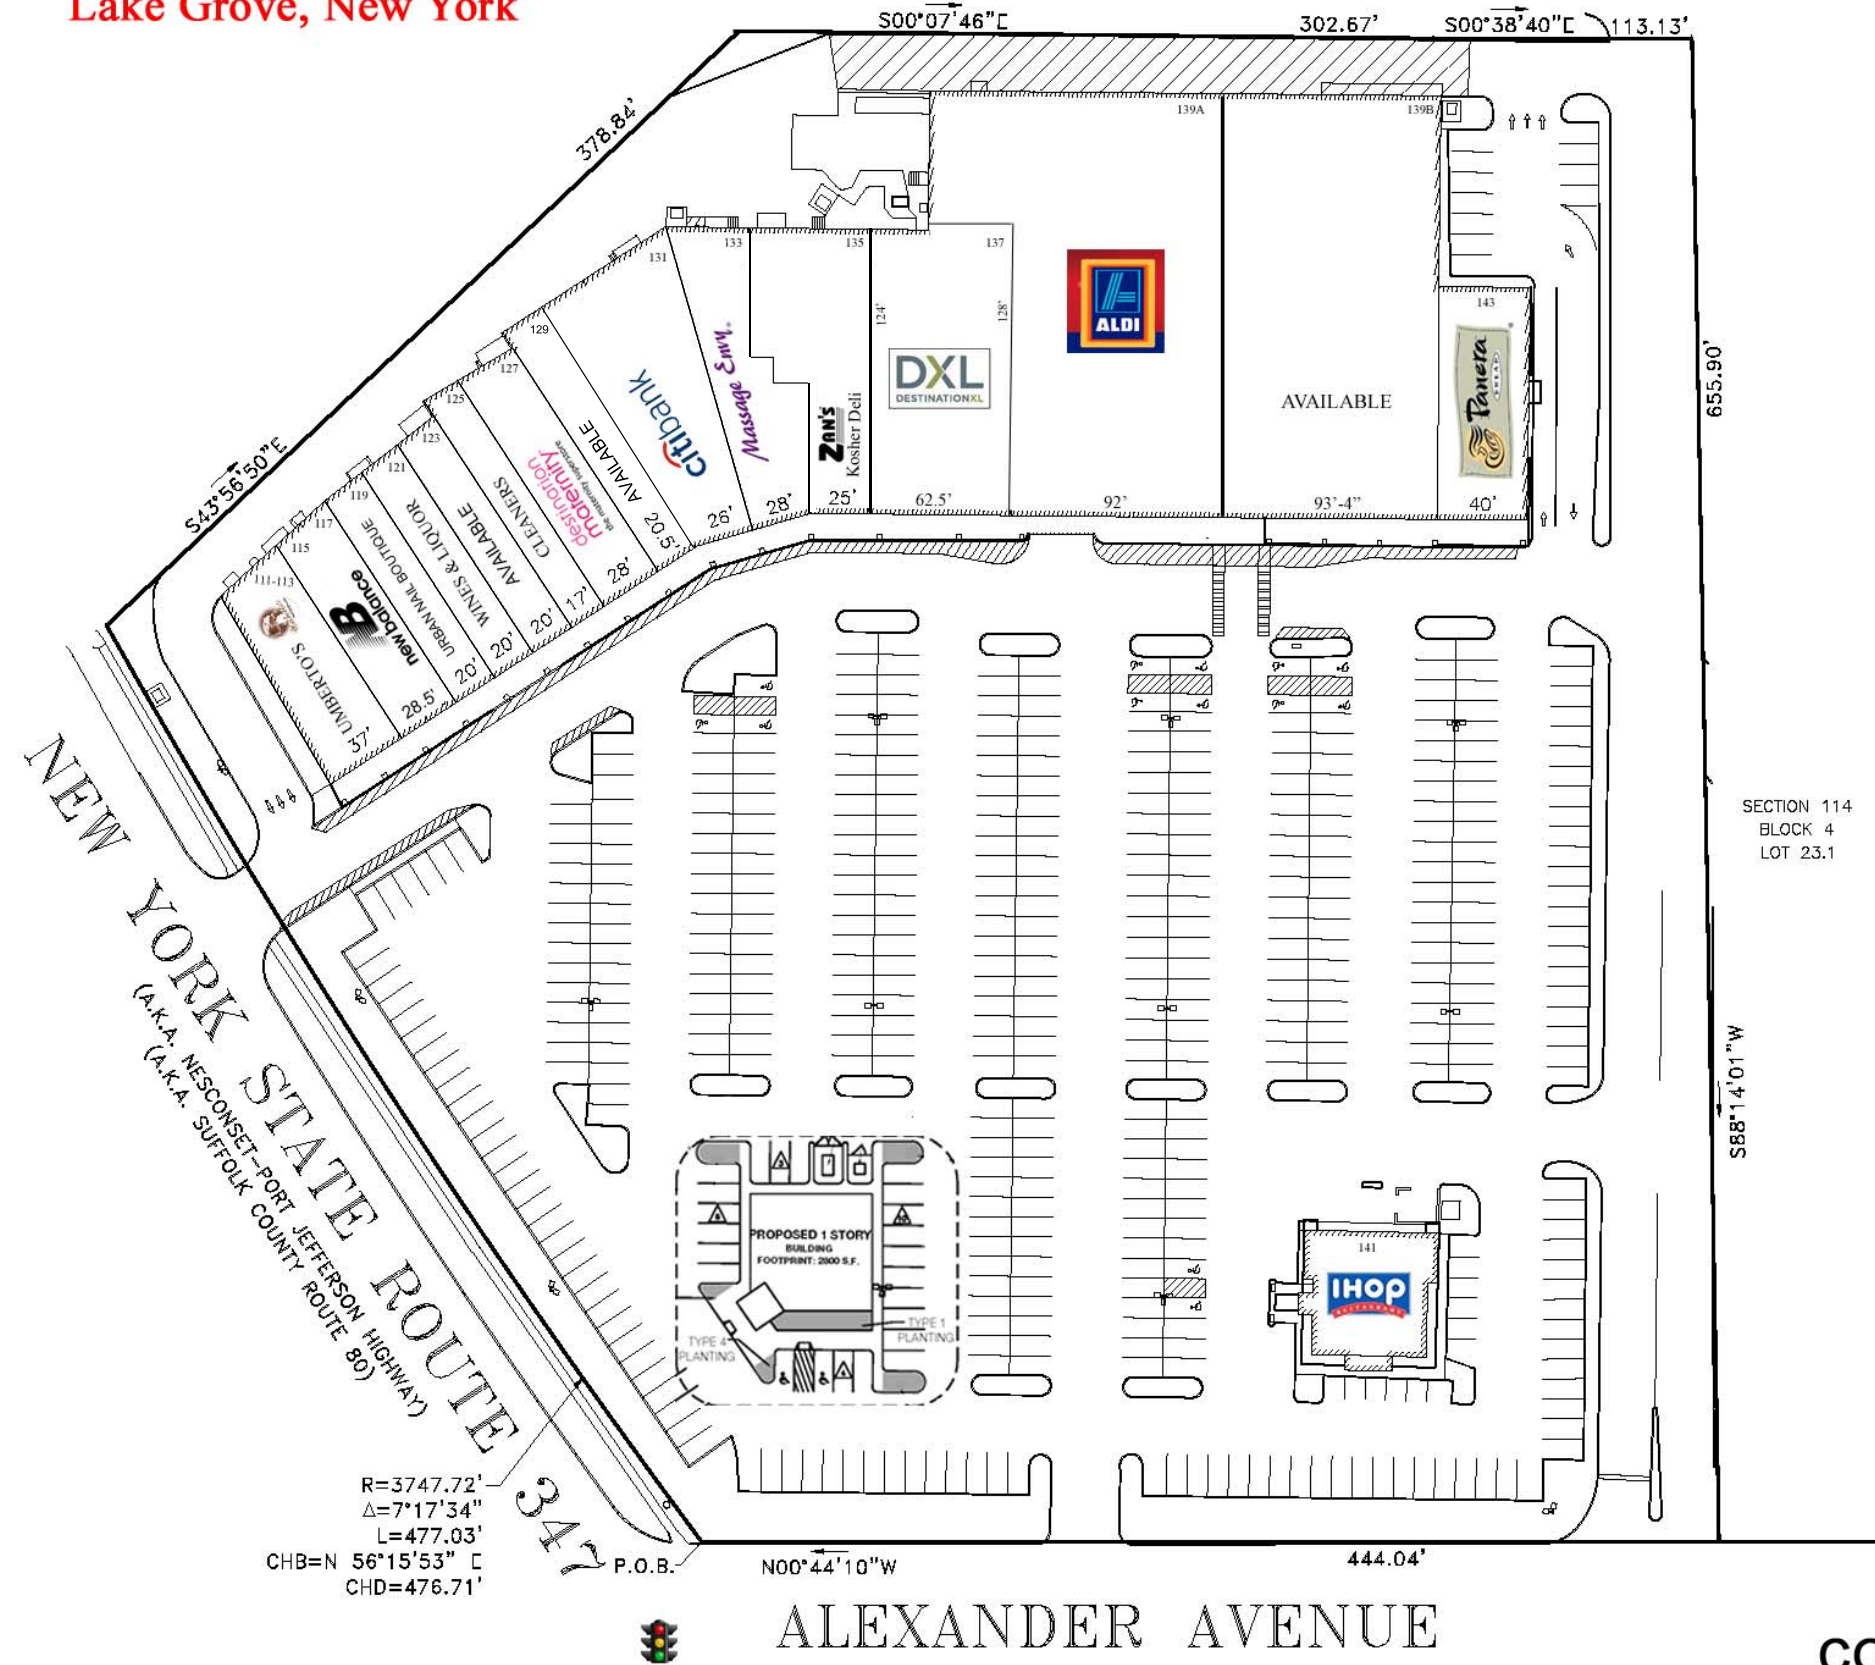 Lake Grove, New York
S00°07'46"E
302.67'
S00°38'40"E
113.13'
378.84'
S43°56'50"E
655.90'
S88°14'01"W
SECTION 114
BLOCK 4
LOT 23.1
111-113
UMBERTO'S
37'
115
new balance
28.5'
117
URBAN NAIL BOUTIQUE
20'
119
WINES & LIQUOR
20'
121
AVAILABLE
20'
123
CLEANERS
17'
125
destination
maternity
the maternity superstore
28'
127
AVAILABLE
20.5'
129
131
citibank
26'
133
Massage Envy
28'
135
ZAN'S
Kosher Deli
25'
137
124'
128'
DXL
DESTINATIONXL
62.5'
139A
ALDI
92'
139B
AVAILABLE
93'-4"
143
Panera
BREAD
40'
PROPOSED 1 STORY
BUILDING
FOOTPRINT: 2800 S.F.
TYPE 1
PLANTING
TYPE 4
PLANTING
141
IHOP
RESTAURANT
NEW YORK STATE ROUTE 347
(A.K.A. NESCONSET-PORT JEFFERSON HIGHWAY)
(A.K.A. SUFFOLK COUNTY ROUTE 80)
R=3747.72'
Δ=7°17'34"
L=477.03'
CHB=N 56°15'53" E
CHD=476.71'
P.O.B.
N00°44'10"W
444.04'
ALEXANDER AVENUE
CO